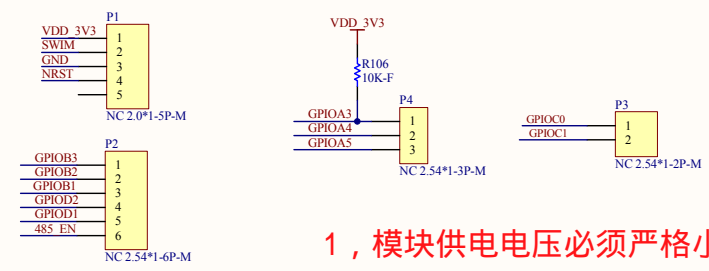 P1
VDD_3V3
SWIM
GND
NRST
1
2
3
4
5
NC 2.0*1-5P-M
P2
GPIOB3
GPIOB2
GPIOB1
GPIOD2
GPIOD1
485_EN
1
2
3
4
5
6
NC 2.54*1-6P-M
VDD_3V3
R106
10K-F
P4
GPIOA3
GPIOA4
GPIOA5
1
2
3
NC 2.54*1-3P-M
P3
GPIOC0
GPIOC1
1
2
NC 2.54*1-2P-M
1，模块供电电压必须严格小